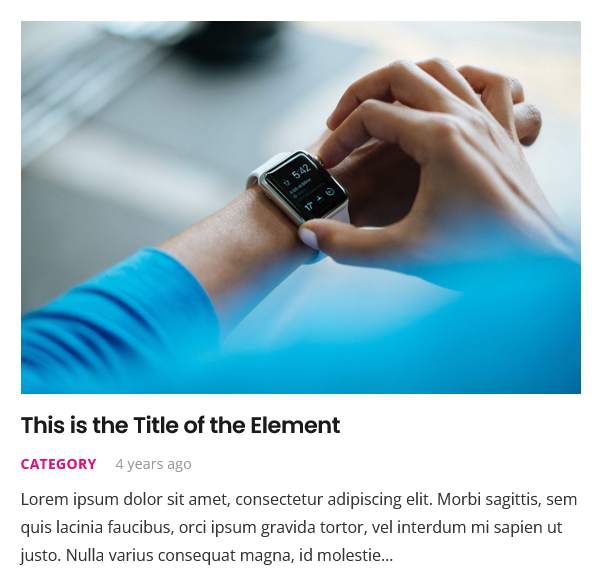 5:42
17°
This is the Title of the Element
CATEGORY 4 years ago
Lorem ipsum dolor sit amet, consectetur adipiscing elit. Morbi sagittis, sem
quis lacinia faucibus, orci ipsum gravida tortor, vel interdum mi sapien ut
justo. Nulla varius consequat magna, id molestie...